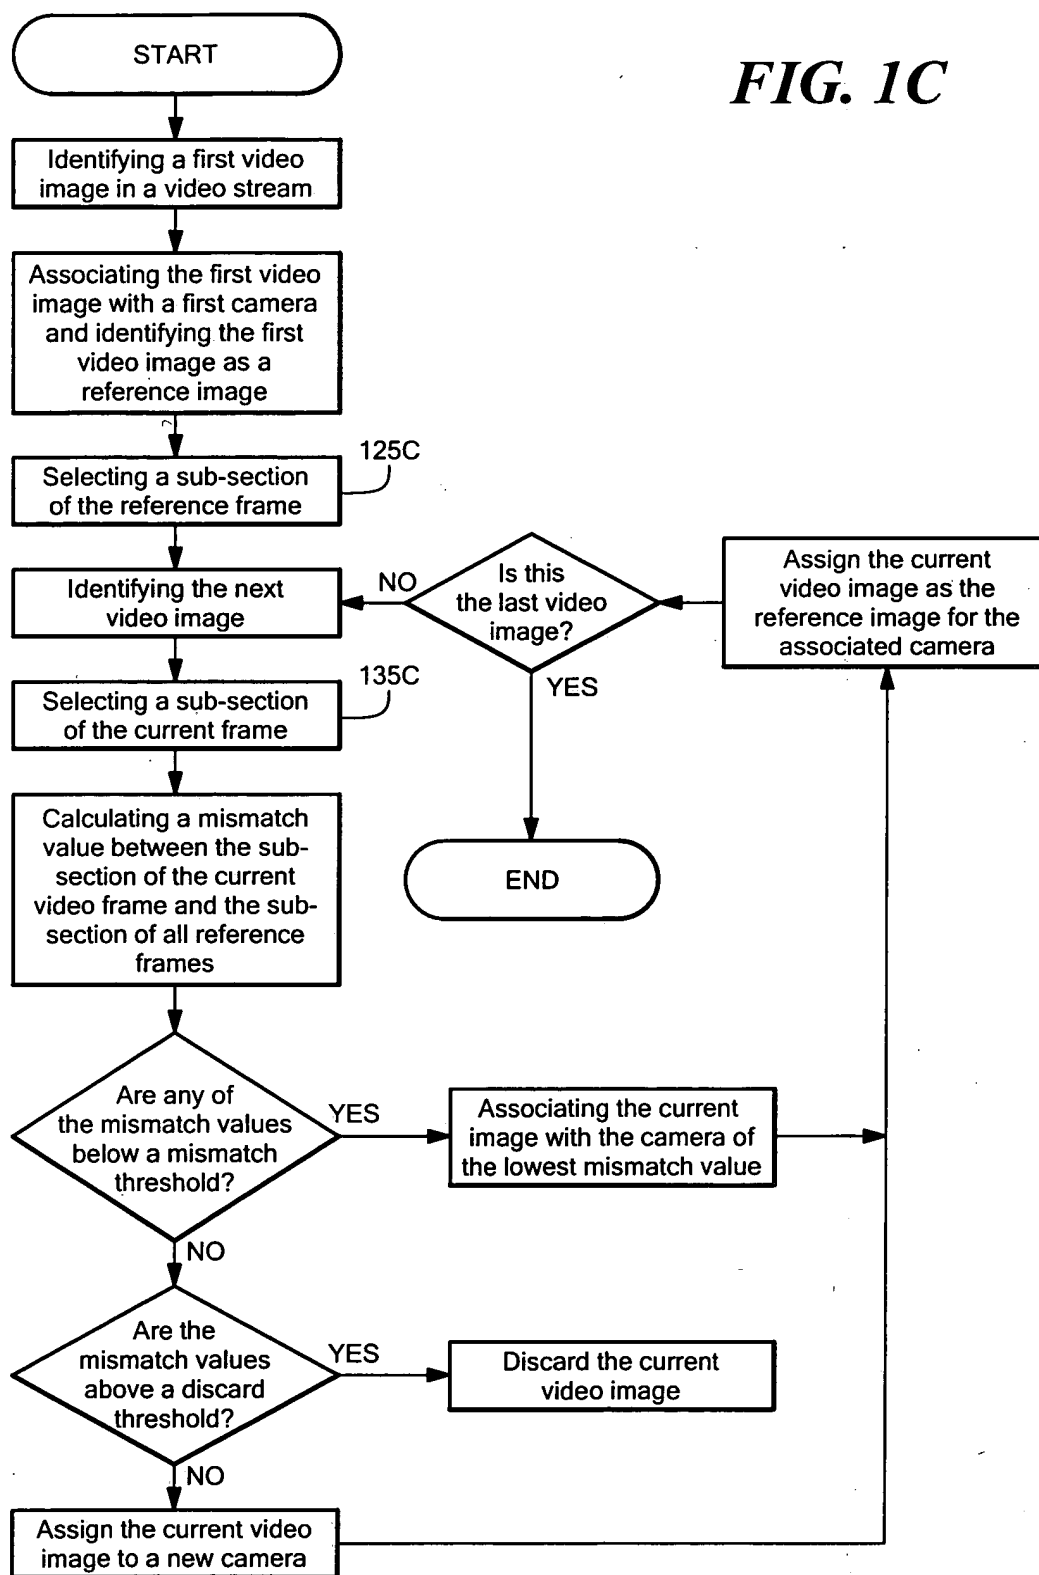 START
FIG. 1C
Identifying a first video
image in a video stream
Associating the first video
image with a first camera
and identifying the first
video image as a
reference image
125C
Selecting a sub-section
of the reference frame
Identifying the next
video image
NO
Is this
the last video
image?
YES
Assign the current
video image as the
reference image for the
associated camera
135C
Selecting a sub-section
of the current frame
Calculating a mismatch
value between the sub-
section of the current
video frame and the sub-
section of all reference
frames
END
Are any of
the mismatch values
below a mismatch
threshold?
YES
Associating the current
image with the camera of
the lowest mismatch value
NO
Are the
mismatch values
above a discard
threshold?
YES
Discard the current
video image
NO
Assign the current video
image to a new camera